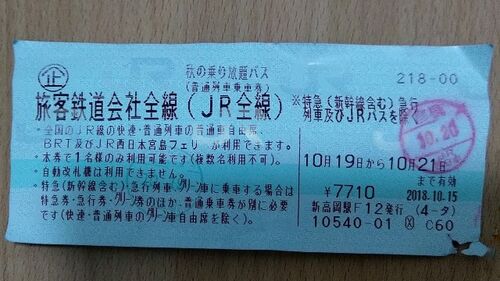 企
秋の乗り放題パス
(普通列車乗車券)
218-00
旅客鉄道会社全線(JR全線)
※特急(新幹線含む)急行
列車及びJRバスを除く
・全国のJR線の快速・普通列車の普通車自由席、
BRT及びJR西日本宮島フェリーが利用できます。
・本券で1名様のみ利用可能です(複数名利用不可)。
・自動改札機は利用できません。
・特急(新幹線含む)・急行列車・グリーン車に乗車する場合は
特急券・急行券・グリーン券のほか、普通乗車券が別に必要
です(快速・普通列車のグリーン車自由席を除く)。
10.20
10月19日から10月21日
まで有効
¥7710
2018.10.15
新高岡駅F12発行 (4-タ)
10540-01 Ⓧ C60